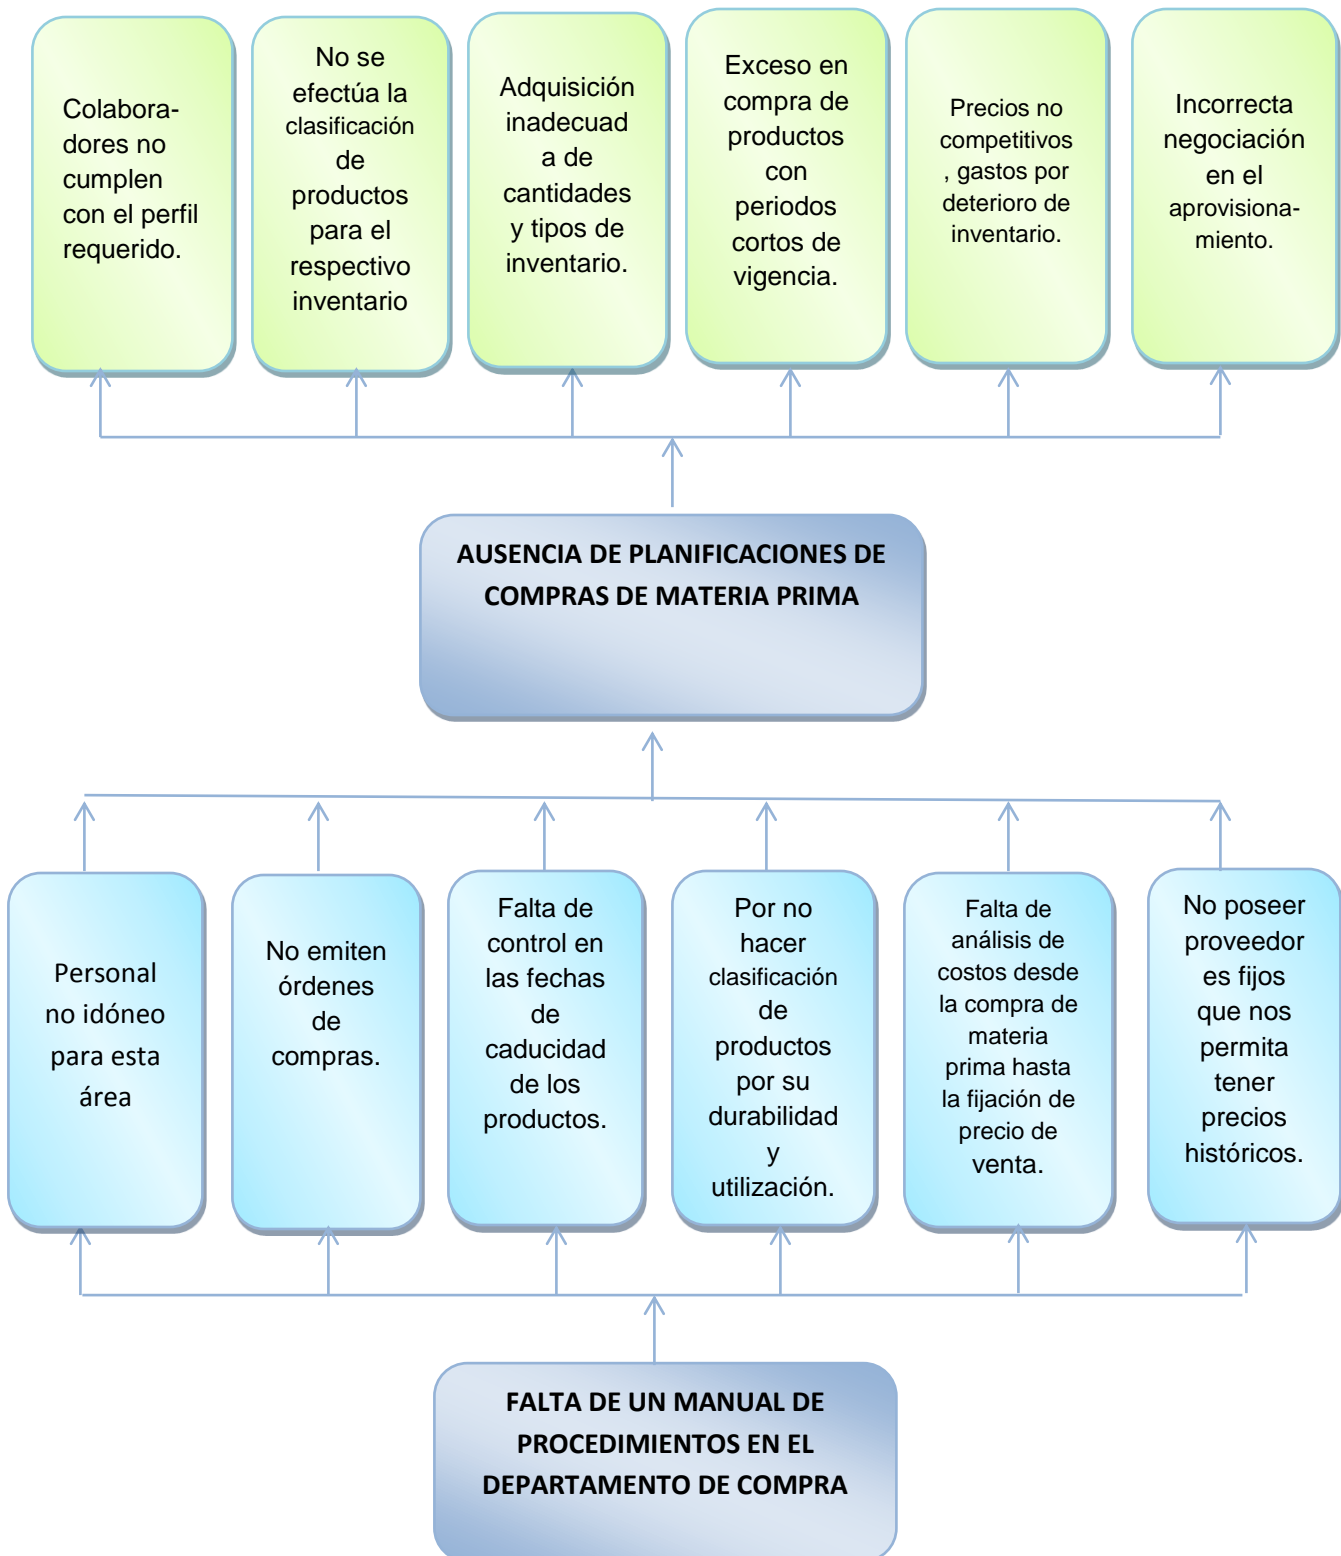 Colabora-
dores no
cumplen
con el perfil
requerido.
No se
efectúa la
clasificación
de
productos
para el
respectivo
inventario
Adquisición
inadecuad
a de
cantidades
y tipos de
inventario.
Exceso en
compra de
productos
con
periodos
cortos de
vigencia.
Precios no
competitivos
, gastos por
deterioro de
inventario.
Incorrecta
negociación
en el
aprovisiona-
miento.
AUSENCIA DE PLANIFICACIONES DE
COMPRAS DE MATERIA PRIMA
Personal
no idóneo
para esta
área
No emiten
órdenes
de
compras.
Falta de
control en
las fechas
de
caducidad
de los
productos.
Por no
hacer
clasificación
de
productos
por su
durabilidad
y
utilización.
Falta de
análisis de
costos desde
la compra de
materia
prima hasta
la fijación de
precio de
venta.
No poseer
proveedor
es fijos
que nos
permita
tener
precios
históricos.
FALTA DE UN MANUAL DE
PROCEDIMIENTOS EN EL
DEPARTAMENTO DE COMPRA